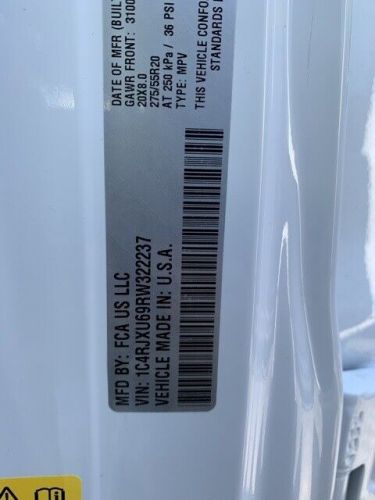 DATE OF MFR (BUIL
GAWR FRONT: 3100
20X8.0
275/55R20
AT 250 kPa / 36 PSI
TYPE: MPV
THIS VEHICLE CONFO
STANDARDS I
MFD BY: FCA US LLC
VIN: 1C4RJXU69RW322237
VEHICLE MADE IN: U.S.A.